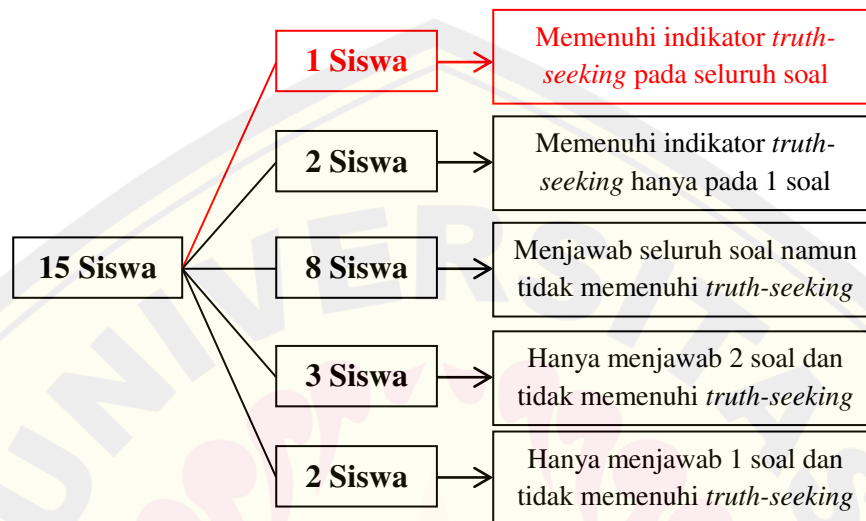 1 Siswa
Memenuhi indikator truth-
seeking pada seluruh soal
2 Siswa
Memenuhi indikator truth-
seeking hanya pada 1 soal
15 Siswa
8 Siswa
Menjawab seluruh soal namun
tidak memenuhi truth-seeking
3 Siswa
Hanya menjawab 2 soal dan
tidak memenuhi truth-seeking
2 Siswa
Hanya menjawab 1 soal dan
tidak memenuhi truth-seeking
UNIVERSITAS